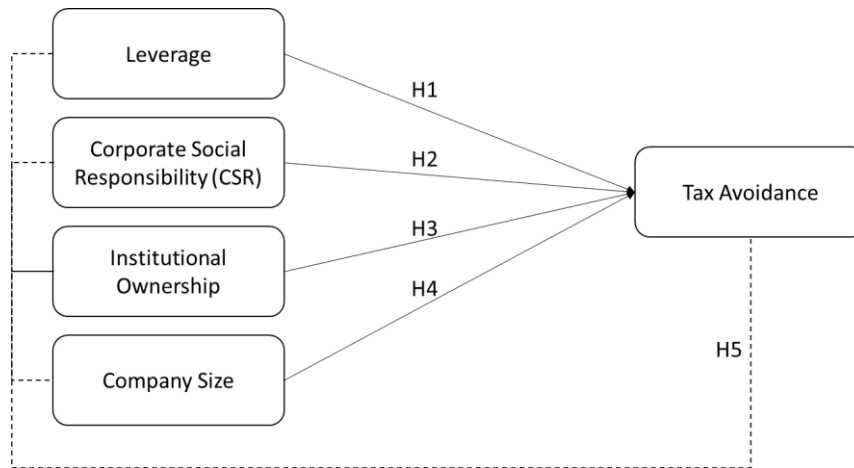 Leverage
H1
Corporate Social
Responsibility (CSR)
H2
Tax Avoidance
Institutional
Ownership
H3
H4
Company Size
H5